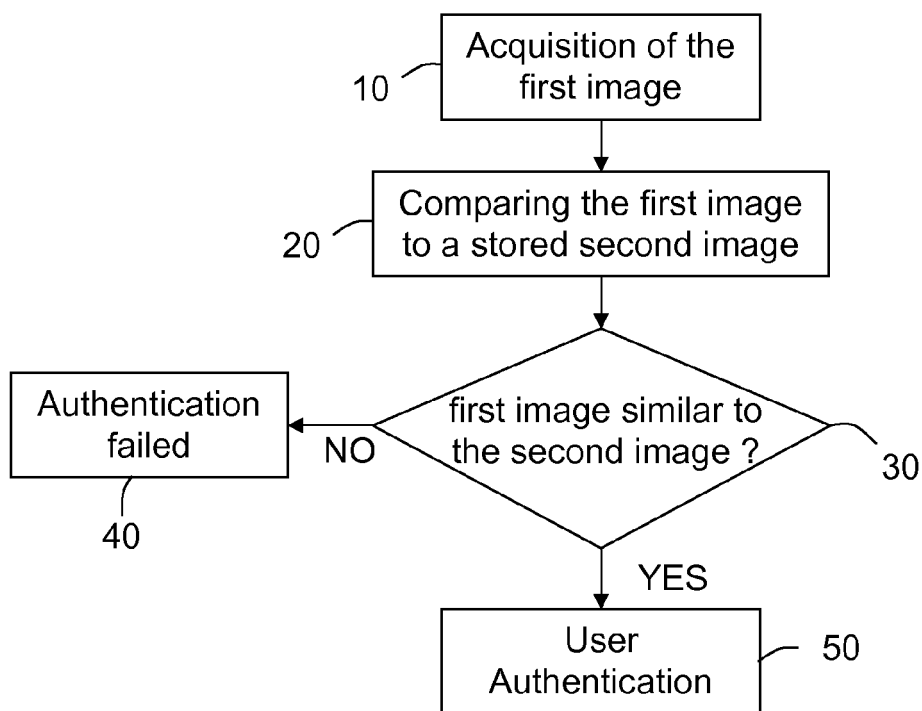 Acquisition of the
first image
10
Comparing the first image
to a stored second image
20
first image similar to
the second image ?
30
NO
Authentication
failed
40
YES
User
Authentication
50